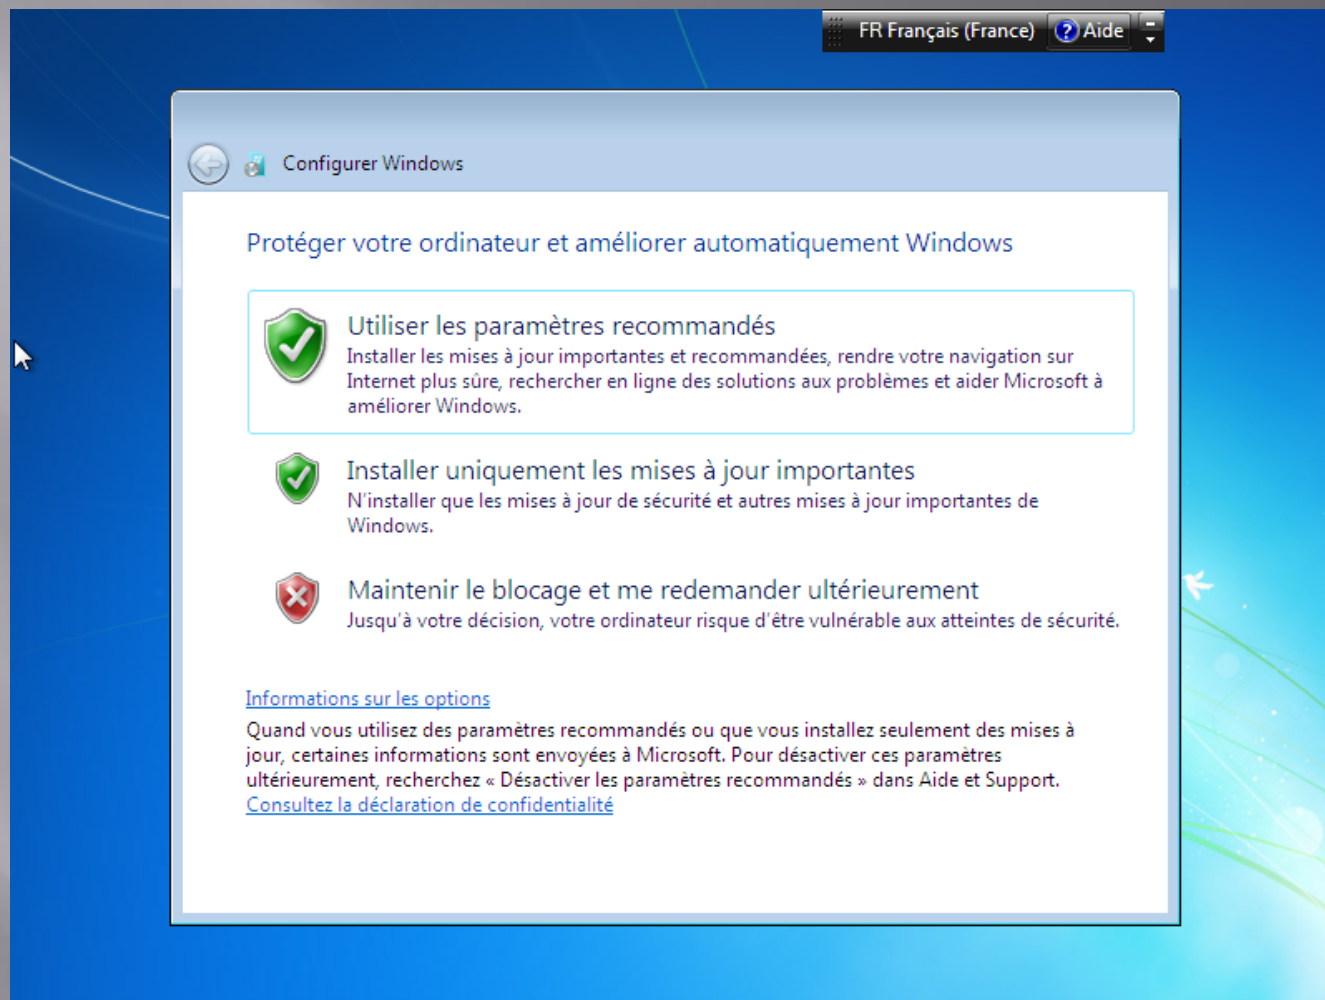 FR Français (France) Aide
Configurer Windows
Protéger votre ordinateur et améliorer automatiquement Windows
Utiliser les paramètres recommandés
Installer les mises à jour importantes et recommandées, rendre votre navigation sur
Internet plus sûre, rechercher en ligne des solutions aux problèmes et aider Microsoft à
améliorer Windows.
Installer uniquement les mises à jour importantes
N'installer que les mises à jour de sécurité et autres mises à jour importantes de
Windows.
Maintenir le blocage et me redemander ultérieurement
Jusqu'à votre décision, votre ordinateur risque d'être vulnérable aux atteintes de sécurité.
Informations sur les options
Quand vous utilisez des paramètres recommandés ou que vous installez seulement des mises à
jour, certaines informations sont envoyées à Microsoft. Pour désactiver ces paramètres
ultérieurement, recherchez « Désactiver les paramètres recommandés » dans Aide et Support.
Consultez la déclaration de confidentialité